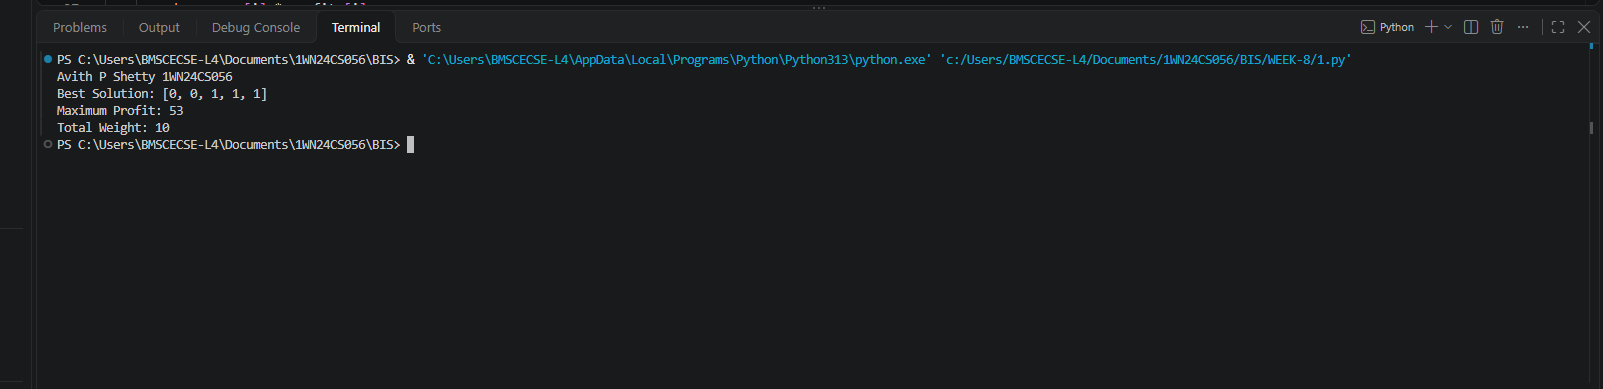 Problems Output Debug Console Terminal Ports Python
PS C:\Users\BMSCECSE-L4\Documents\1WN24CS056\BIS> & 'C:\Users\BMSCECSE-L4\AppData\Local\Programs\Python\Python313\python.exe' 'c:/Users/BMSCECSE-L4/Documents/1WN24CS056/BIS/WEEK-8/1.py'
Avith P Shetty 1WN24CS056
Best Solution: [0, 0, 1, 1, 1]
Maximum Profit: 53
Total Weight: 10
PS C:\Users\BMSCECSE-L4\Documents\1WN24CS056\BIS>